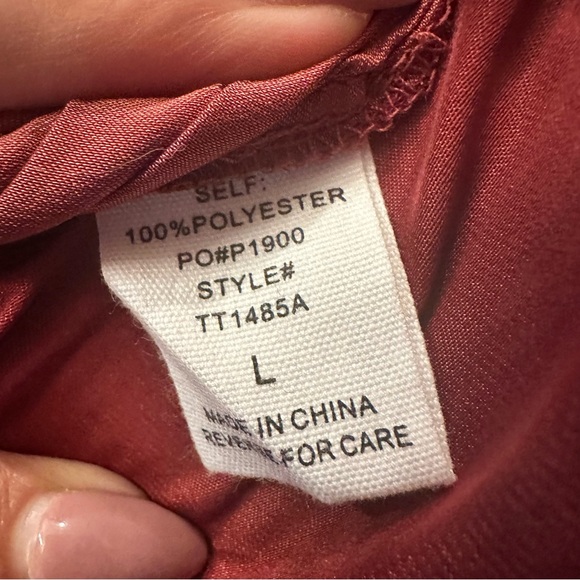 SELF:
100%POLYESTER
PO#P1900
STYLE#
TT1485A
L
MADE IN CHINA
REVERSE FOR CARE